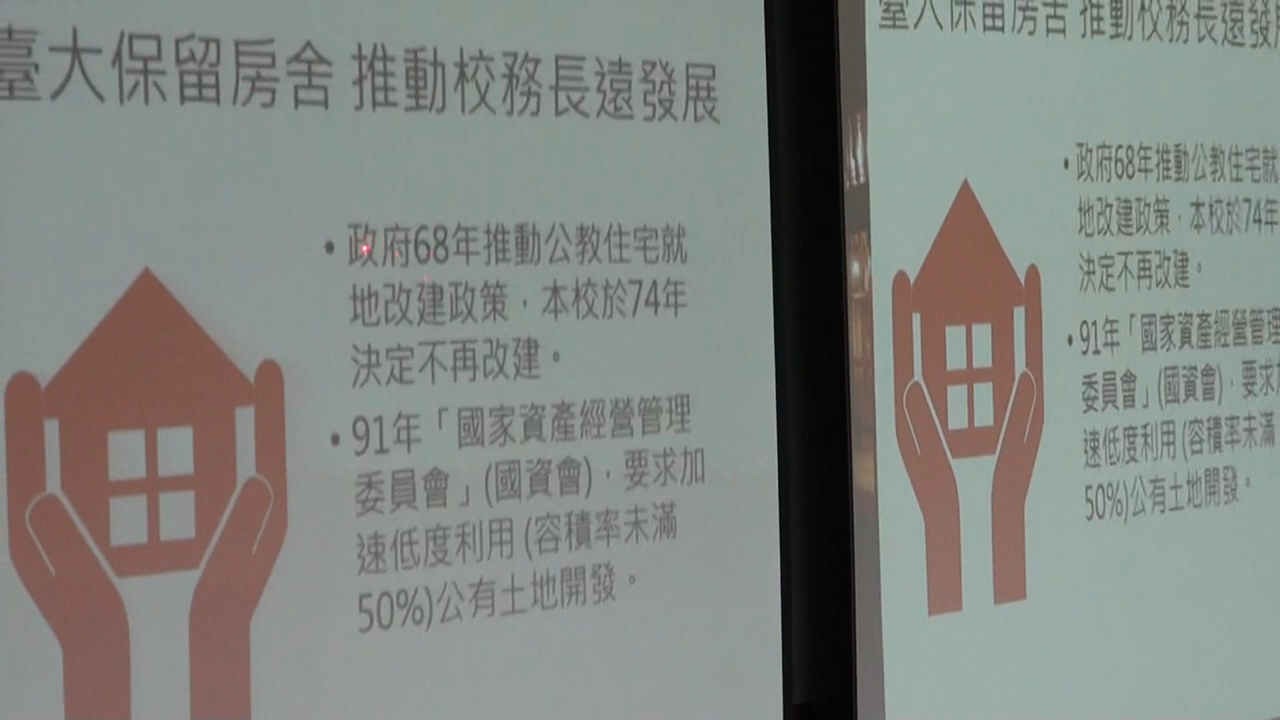 臺大保留房舍 推動校務長遠發展
• 政府68年推動公教住宅就
地改建政策，本校於74年
決定不再改建。
• 91年「國家資產經營管理
委員會」(國資會)，要求加
速低度利用 (容積率未滿
50%)公有土地開發。
臺大保留房舍 推動校務長遠發
• 政府68年推動公教住宅就
地改建政策，本校於74年
決定不再改建。
• 91年「國家資產經營管理
委員會」(國資會)，要求加
速低度利用 (容積率未滿
50%)公有土地開發。